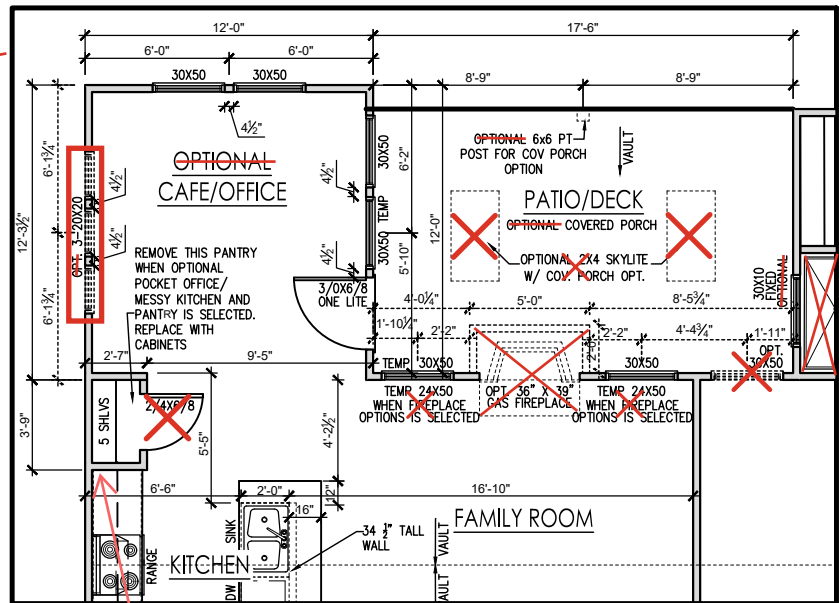 12'-0"
17'-6"
6'-0"
6'-0"
8'-9"
8'-9"
30X50
30X50
4½"
OPTIONAL
CAFE/OFFICE
6'-1¾"
12'-3½"
6'-1¾"
OPT. 3-20X20
4½"
4½"
4½"
4½"
30X50
TEMP
30X50
6'-2"
5'-10"
12'-0"
OPTIONAL 6x6 PT
POST FOR COV PORCH
OPTION
VAULT
PATIO/DECK
OPTIONAL COVERED PORCH
OPTIONAL 2X4 SKYLITE
W/ COV. PORCH OPT.
30X10
FIXED
OPTIONAL
REMOVE THIS PANTRY
WHEN OPTIONAL
POCKET OFFICE/
MESSY KITCHEN AND
PANTRY IS SELECTED.
REPLACE WITH
CABINETS
3/0X6/8
ONE LITE
4'-0¼"
5'-0"
8'-5¾"
1'-10½"
2'-2"
2'-2"
4'-4¾"
1'-11"
2'-7"
9'-5"
TEMP
30X50
30X50
OPT.
30X50
TEMP 24X50
WHEN FIREPLACE
OPTIONS IS SELECTED
OPT. 36" X 39"
GAS FIREPLACE
TEMP 24X50
WHEN FIREPLACE
OPTIONS IS SELECTED
3'-9"
5 SHLVS
2/4X6/8
5'-5"
4'-2½"
6'-6"
2'-0"
12"
16"
16'-10"
SINK
34 ½" TALL
WALL
FAMILY ROOM
VAULT
KITCHEN
RANGE
DW